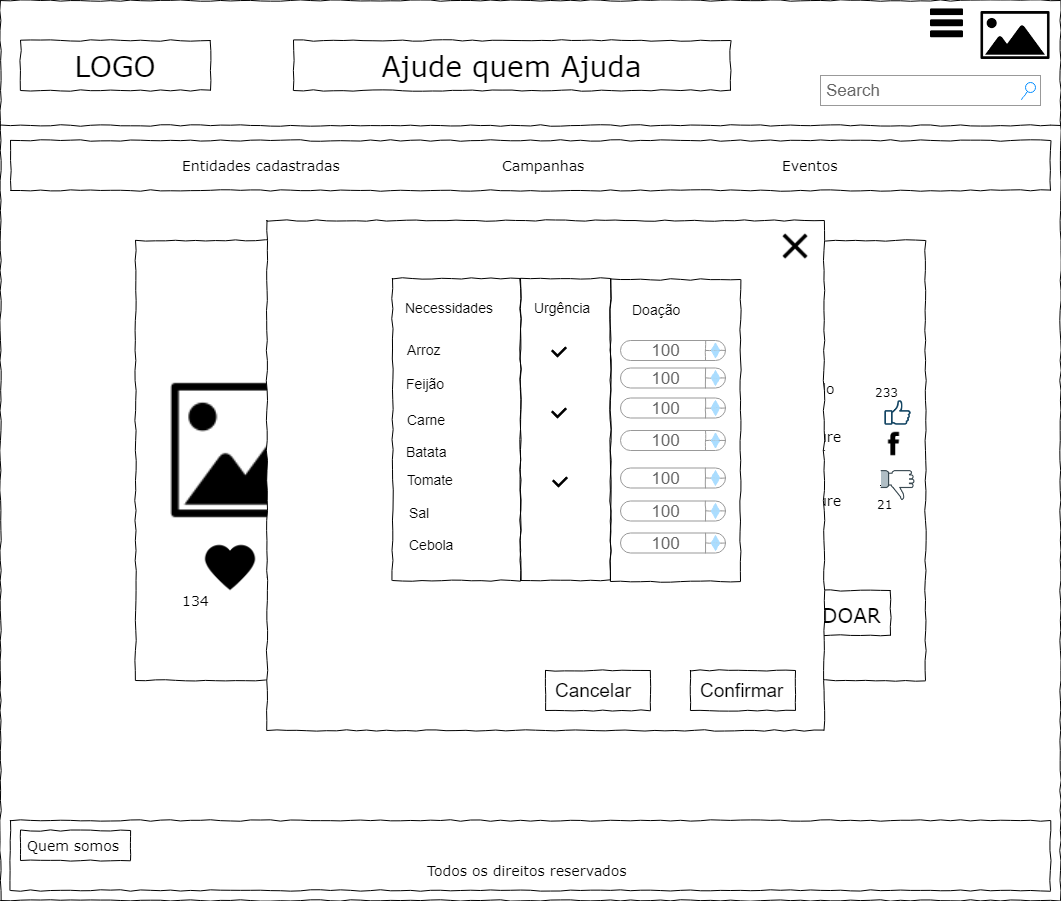 LOGO
Ajude quem Ajuda
Search
Entidades cadastradas
Campanhas
Eventos
Necessidades Urgência Doação
Arroz 100
Feijão 100
Carne 100
Batata 100
Tomate 100
Sal 100
Cebola 100
o
233
f
re
re
21
134
DOAR
Cancelar
Confirmar
Quem somos
Todos os direitos reservados